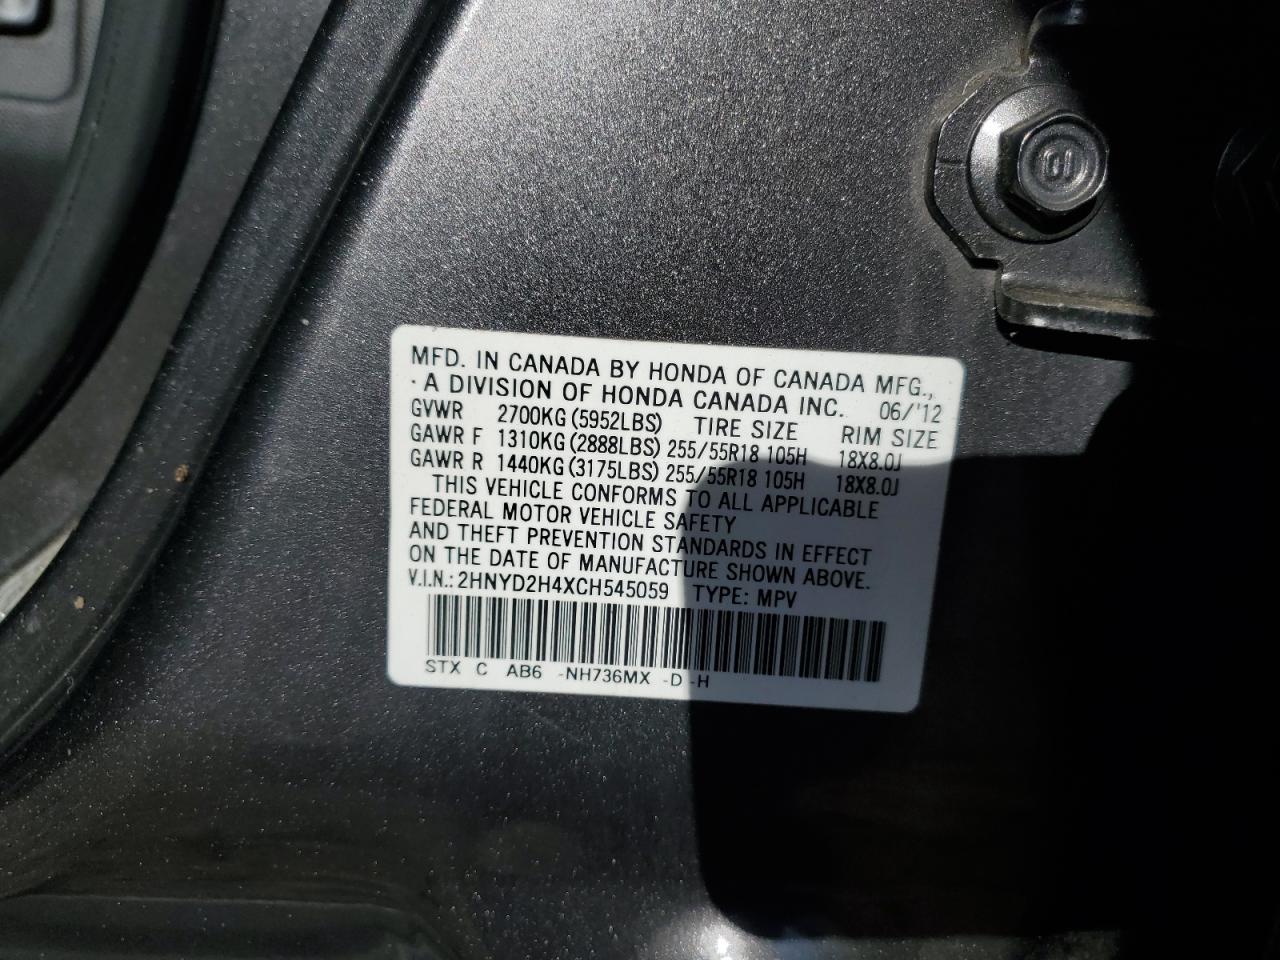 MFD. IN CANADA BY HONDA OF CANADA MFG.,
· A DIVISION OF HONDA CANADA INC. 06/'12
GVWR 2700KG (5952LBS) TIRE SIZE RIM SIZE
GAWR F 1310KG (2888LBS) 255/55R18 105H 18X8.0J
GAWR R 1440KG (3175LBS) 255/55R18 105H 18X8.0J
THIS VEHICLE CONFORMS TO ALL APPLICABLE
FEDERAL MOTOR VEHICLE SAFETY
AND THEFT PREVENTION STANDARDS IN EFFECT
ON THE DATE OF MANUFACTURE SHOWN ABOVE.
V.I.N.: 2HNYD2H4XCH545059 TYPE: MPV
STX C AB6 -NH736MX -D -H